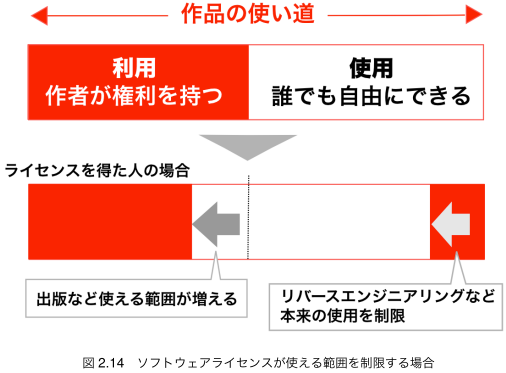 作品の使い道
利用
作者が権利を持つ
使用
誰でも自由にできる
ライセンスを得た人の場合
出版など使える範囲が増える
リバースエンジニアリングなど
本来の使用を制限
図 2.14　ソフトウェアライセンスが使える範囲を制限する場合